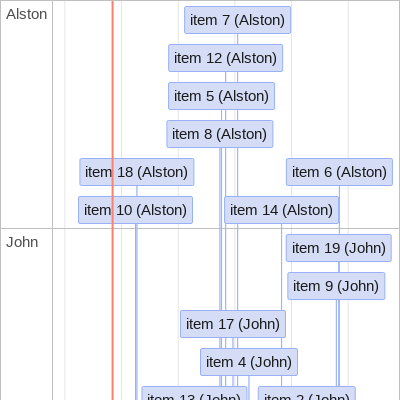 Alston
item 7 (Alston)
item 12 (Alston)
item 5 (Alston)
item 8 (Alston)
item 18 (Alston)
item 6 (Alston)
item 10 (Alston)
item 14 (Alston)
John
item 19 (John)
item 9 (John)
item 17 (John)
item 4 (John)
item 13 (John)
item 2 (John)